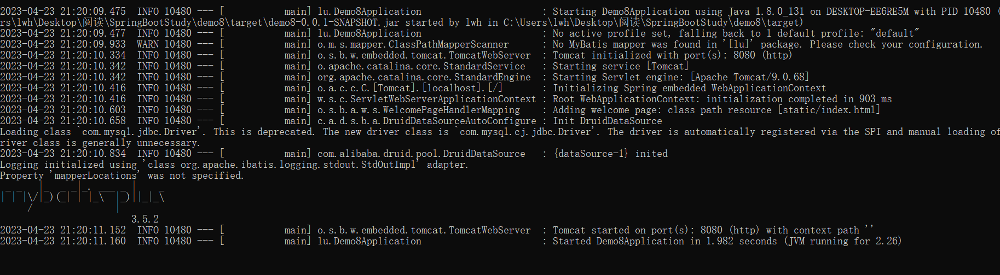 2023-04-23 21:20:09.475  INFO 10480 --- [           main] lu.Demo8Application                      : Starting Demo8Application using Java 1.8.0_131 on DESKTOP-EE6RE5M with PID 10480 (
rs\lwh\Desktop\阅读\SpringBootStudy\demo8\target\demo8-0.0.1-SNAPSHOT.jar started by lwh in C:\Users\lwh\Desktop\阅读\SpringBootStudy\demo8\target)
2023-04-23 21:20:09.477  INFO 10480 --- [           main] lu.Demo8Application                      : No active profile set, falling back to 1 default profile: "default"
2023-04-23 21:20:09.933  WARN 10480 --- [           main] o.m.s.mapper.ClassPathMapperScanner      : No MyBatis mapper was found in '[lu]' package. Please check your configuration.
2023-04-23 21:20:10.334  INFO 10480 --- [           main] o.s.b.w.embedded.tomcat.TomcatWebServer  : Tomcat initialized with port(s): 8080 (http)
2023-04-23 21:20:10.342  INFO 10480 --- [           main] o.apache.catalina.core.StandardService   : Starting service [Tomcat]
2023-04-23 21:20:10.342  INFO 10480 --- [           main] org.apache.catalina.core.StandardEngine  : Starting Servlet engine: [Apache Tomcat/9.0.68]
2023-04-23 21:20:10.416  INFO 10480 --- [           main] o.a.c.c.C.[Tomcat].[localhost].[/]       : Initializing Spring embedded WebApplicationContext
2023-04-23 21:20:10.416  INFO 10480 --- [           main] w.s.c.ServletWebServerApplicationContext : Root WebApplicationContext: initialization completed in 903 ms
2023-04-23 21:20:10.603  INFO 10480 --- [           main] o.s.b.a.w.s.WelcomePageHandlerMapping    : Adding welcome page: class path resource [static/index.html]
2023-04-23 21:20:10.658  INFO 10480 --- [           main] c.a.d.s.b.a.DruidDataSourceAutoConfigure : Init DruidDataSource
Loading class `com.mysql.jdbc.Driver'. This is deprecated. The new driver class is `com.mysql.cj.jdbc.Driver'. The driver is automatically registered via the SPI and manual loading of
river class is generally unnecessary.
2023-04-23 21:20:10.834  INFO 10480 --- [           main] com.alibaba.druid.pool.DruidDataSource   : {dataSource-1} inited
Logging initialized using 'class org.apache.ibatis.logging.stdout.StdOutImpl' adapter.
Property 'mapperLocations' was not specified.
 _ _   |_  _ _|_. ___ _ |    _
| | |\/|_)(_| | |_\  |_)||_|_\
     /               |
                        3.5.2
2023-04-23 21:20:11.152  INFO 10480 --- [           main] o.s.b.w.embedded.tomcat.TomcatWebServer  : Tomcat started on port(s): 8080 (http) with context path ''
2023-04-23 21:20:11.160  INFO 10480 --- [           main] lu.Demo8Application                      : Started Demo8Application in 1.982 seconds (JVM running for 2.26)